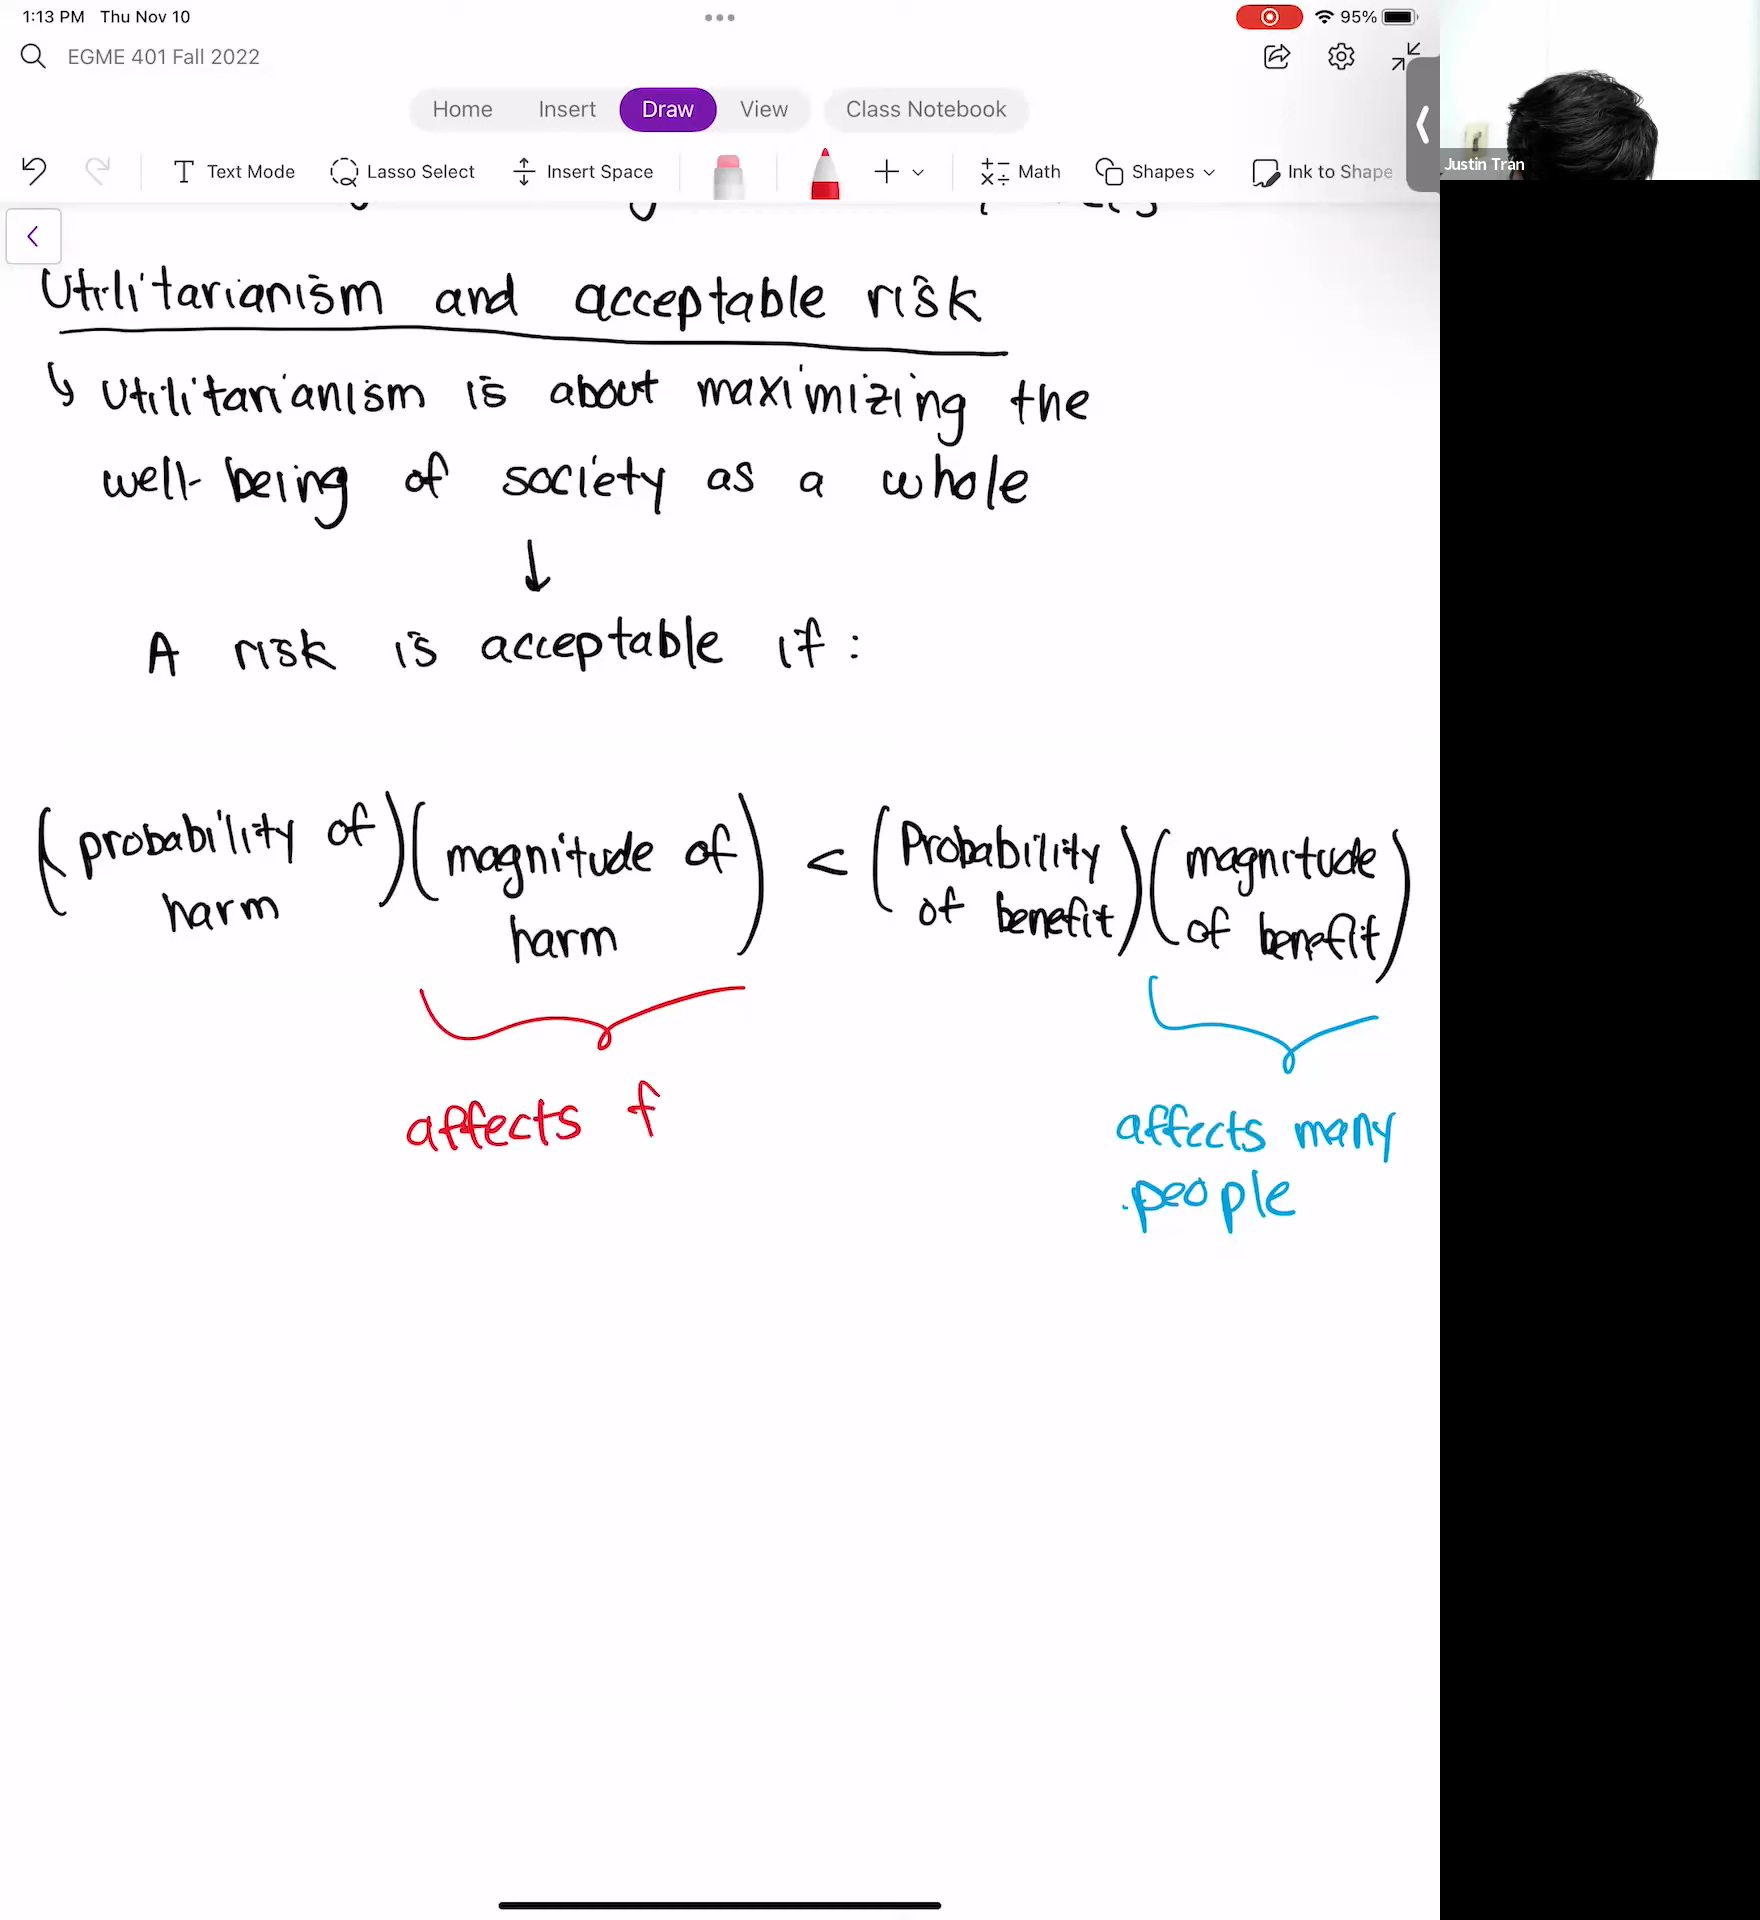 1:13 PM Thu Nov 10
95%
EGME 401 Fall 2022
Home Insert Draw View Class Notebook
Text Mode Lasso Select Insert Space Math Shapes Ink to Shape
Justin Tran
Utilitarianism and acceptable risk
Utilitarianism is about maximizing the
well-being of society as a whole
↓
A risk is acceptable if:
(probability of harm)(magnitude of harm) < (Probability of benefit)(magnitude of benefit)
affects f
affects many
people